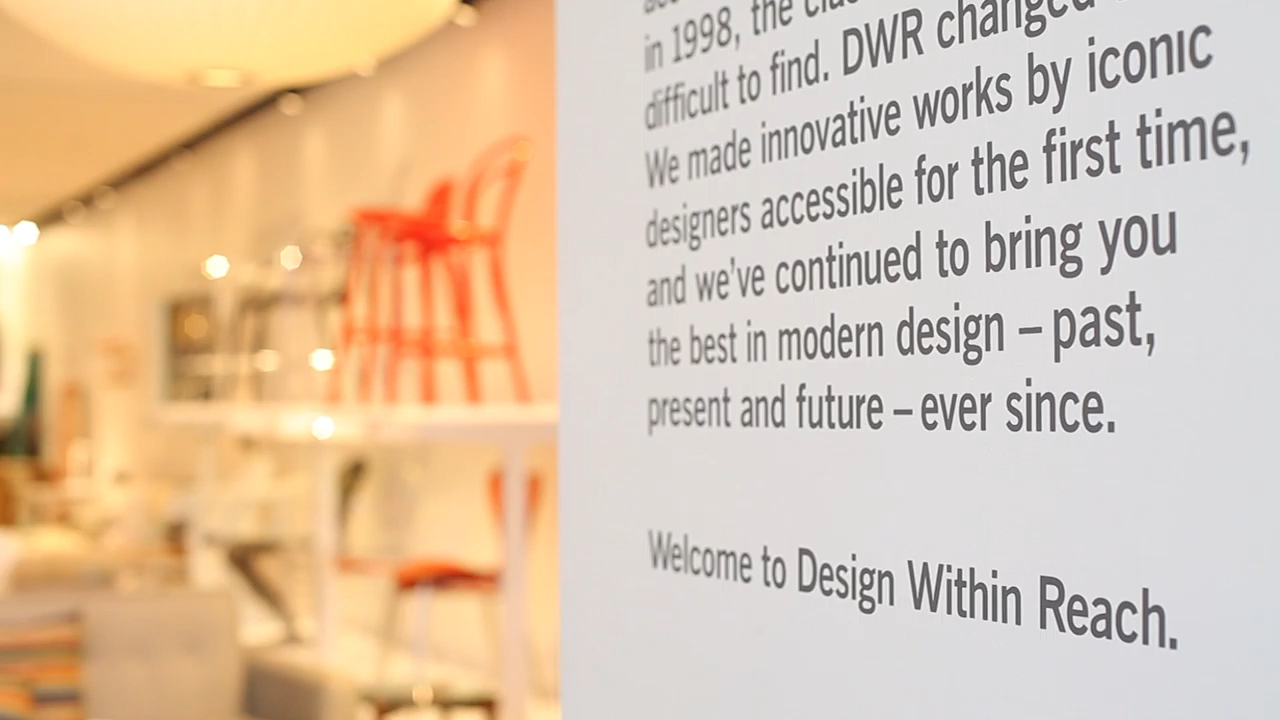 in 1998, the
difficult to find. DWR changed
We made innovative works by iconic
designers accessible for the first time,
and we've continued to bring you
the best in modern design – past,
present and future – ever since.
Welcome to Design Within Reach.